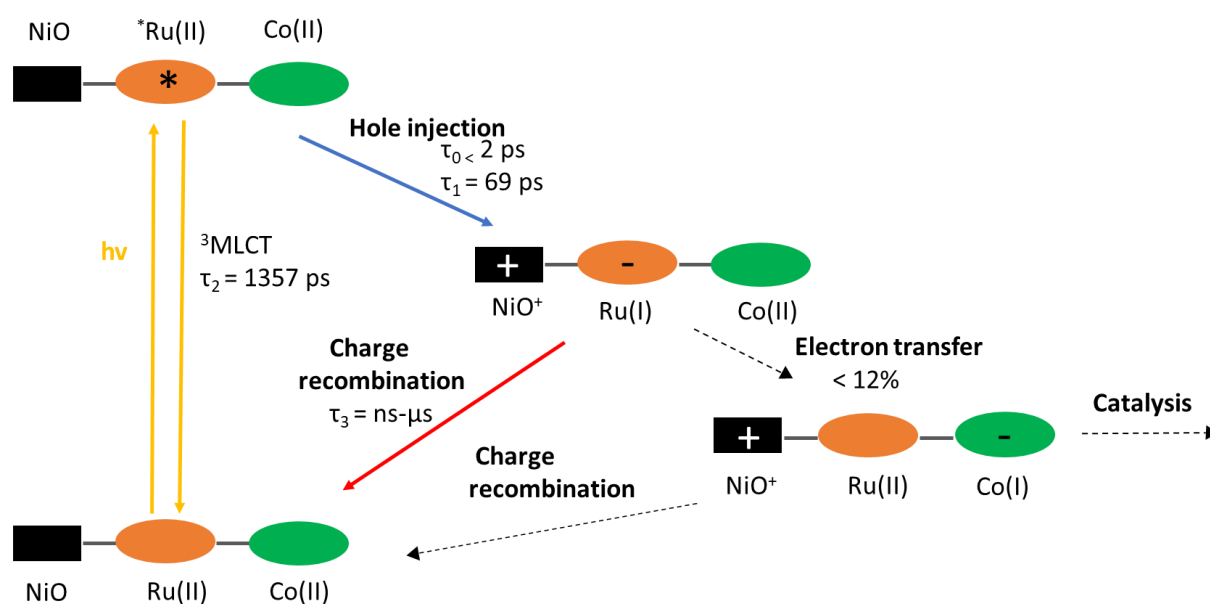 NiO
*Ru(II)
Co(II)
*
Hole injection
τ0 < 2 ps
τ1 = 69 ps
hν
3MLCT
τ2 = 1357 ps
+
-
NiO+
Ru(I)
Co(II)
Charge
recombination
τ3 = ns-µs
Electron transfer
< 12%
Catalysis
+
-
NiO+
Ru(II)
Co(I)
Charge
recombination
NiO
Ru(II)
Co(II)